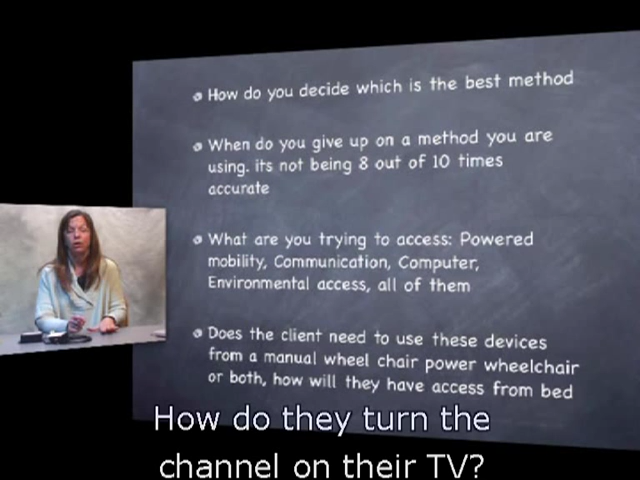 How do you decide which is the best method
When do you give up on a method you are
using. its not being 8 out of 10 times
accurate
What are you trying to access: Powered
mobility, Communication, Computer,
Environmental access, all of them
Does the client need to use these devices
from a manual wheel chair power wheelchair
or both, how will they have access from bed
How do they turn the
channel on their TV?